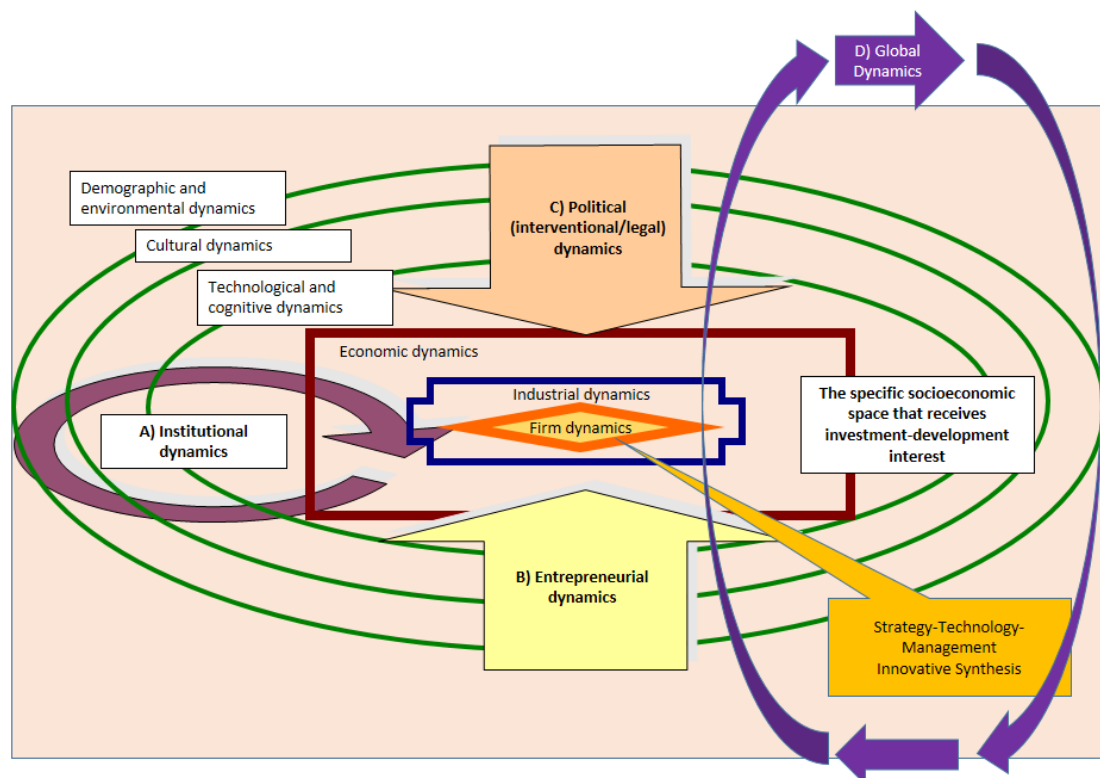 D) Global
Dynamics
Demographic and
environmental dynamics
C) Political
(interventional/legal)
dynamics
Cultural dynamics
Technological and
cognitive dynamics
Economic dynamics
Industrial dynamics
Firm dynamics
A) Institutional
dynamics
The specific socioeconomic
space that receives
investment-development
interest
B) Entrepreneurial
dynamics
Strategy-Technology-
Management
Innovative Synthesis